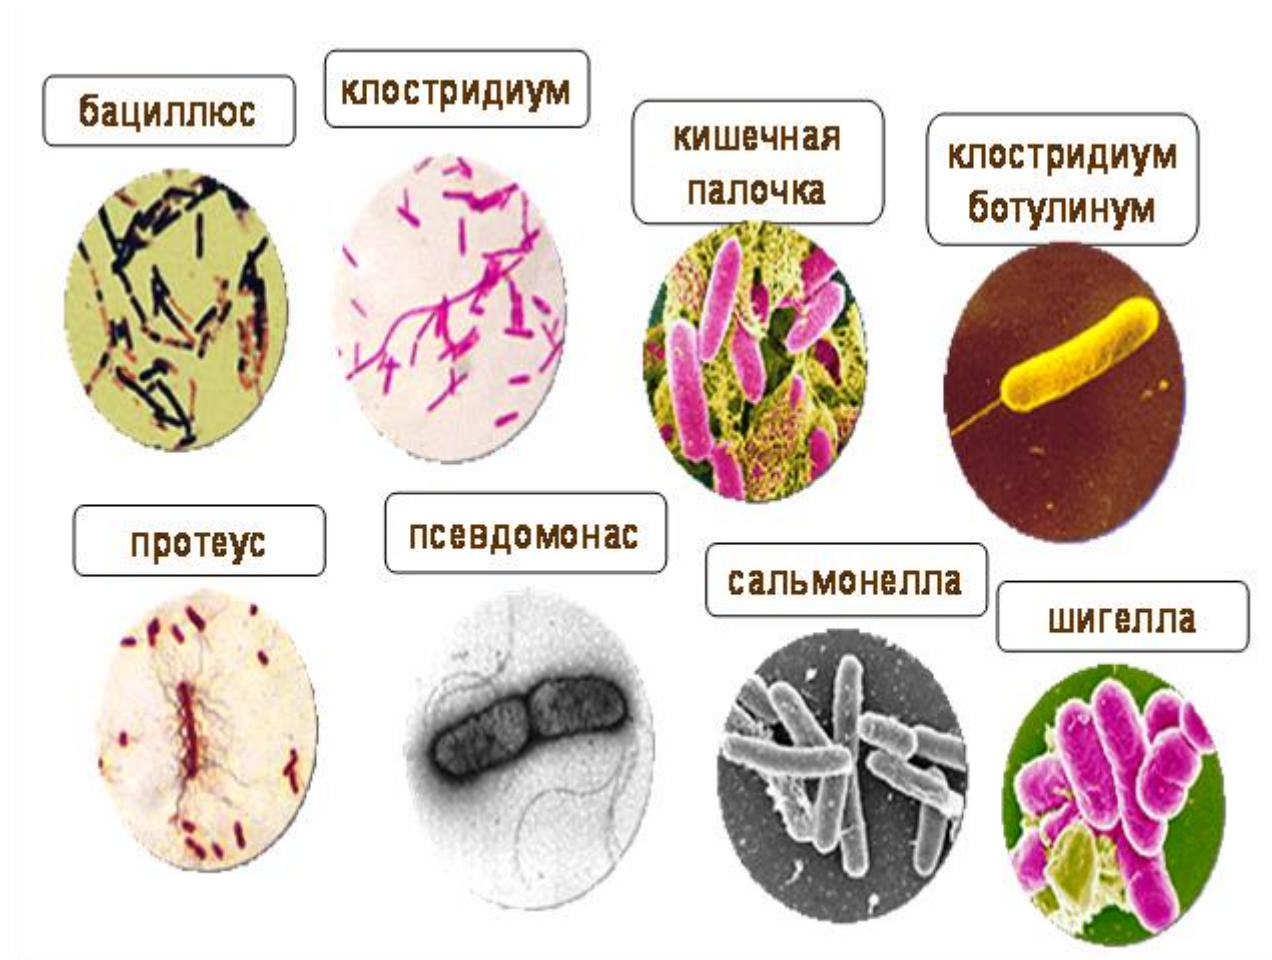 бациллюс
клостридиум
кишечная
палочка
клостридиум
ботулинум
протеус
псевдомонас
сальмонелла
шигелла